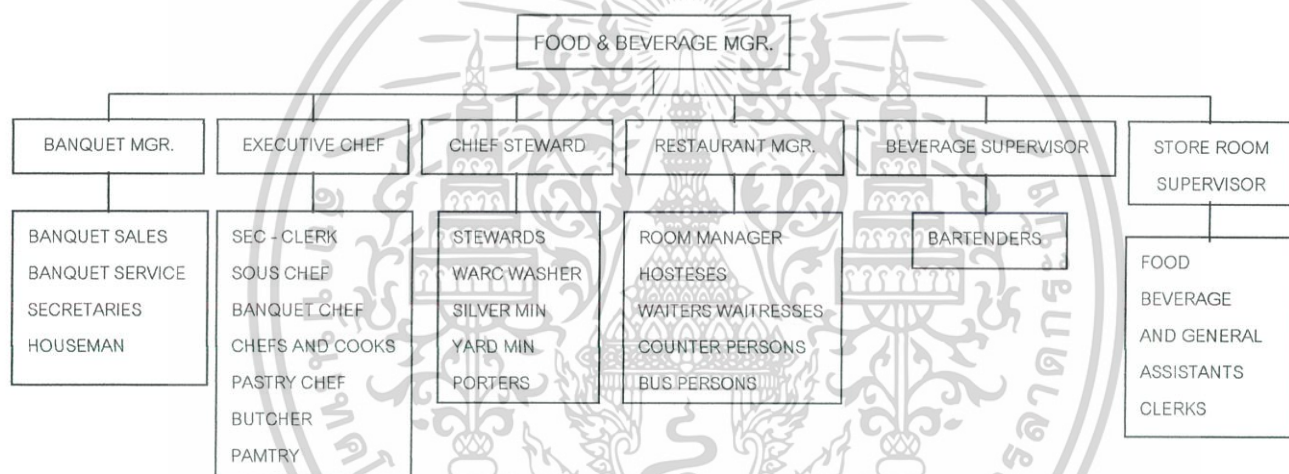 FOOD & BEVERAGE MGR.
BANQUET MGR.
EXECUTIVE CHEF
CHIEF STEWARD
RESTAURANT MGR.
BEVERAGE SUPERVISOR
STORE ROOM
SUPERVISOR
BANQUET SALES
BANQUET SERVICE
SECRETARIES
HOUSEMAN
SEC - CLERK
SOUS CHEF
BANQUET CHEF
CHEFS AND COOKS
PASTRY CHEF
BUTCHER
PAMTRY
STEWARDS
WARC WASHER
SILVER MIN
YARD MIN
PORTERS
ROOM MANAGER
HOSTESES
WAITERS WAITRESSES
COUNTER PERSONS
BUS PERSONS
BARTENDERS
FOOD
BEVERAGE
AND GENERAL
ASSISTANTS
CLERKS